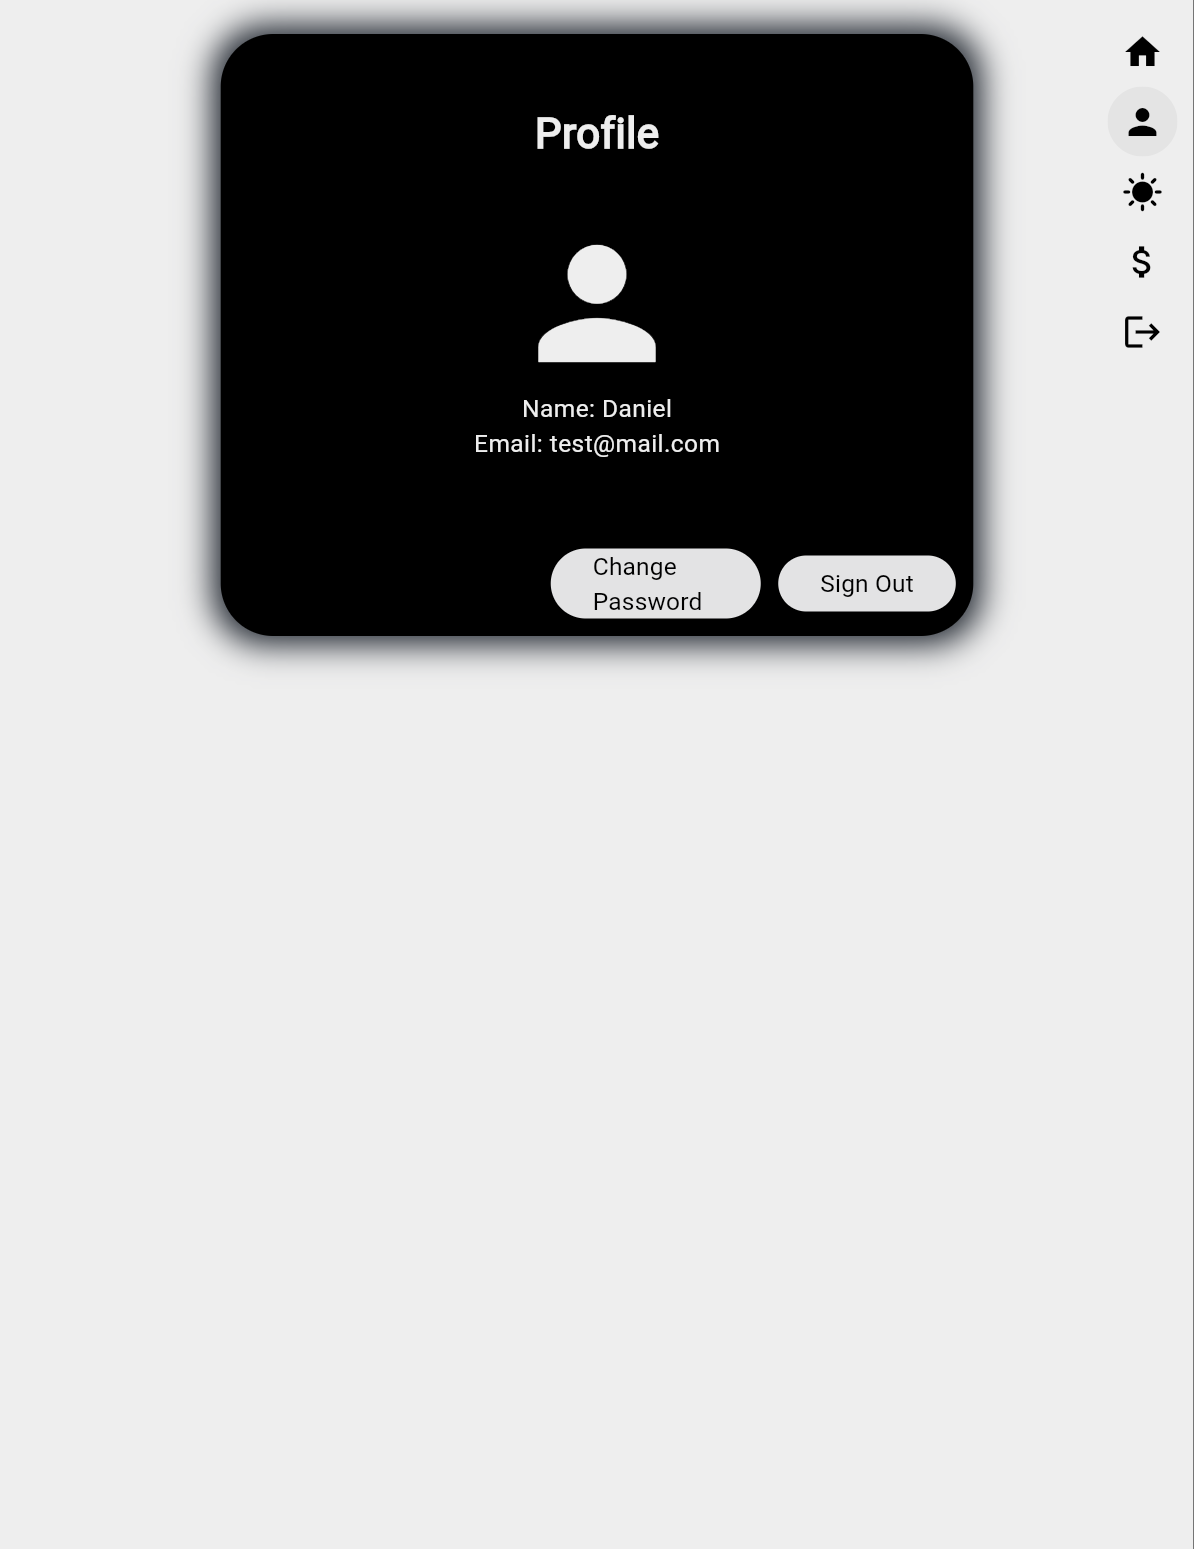 Profile
Name: Daniel
Email: test@mail.com
Change
Password
Sign Out